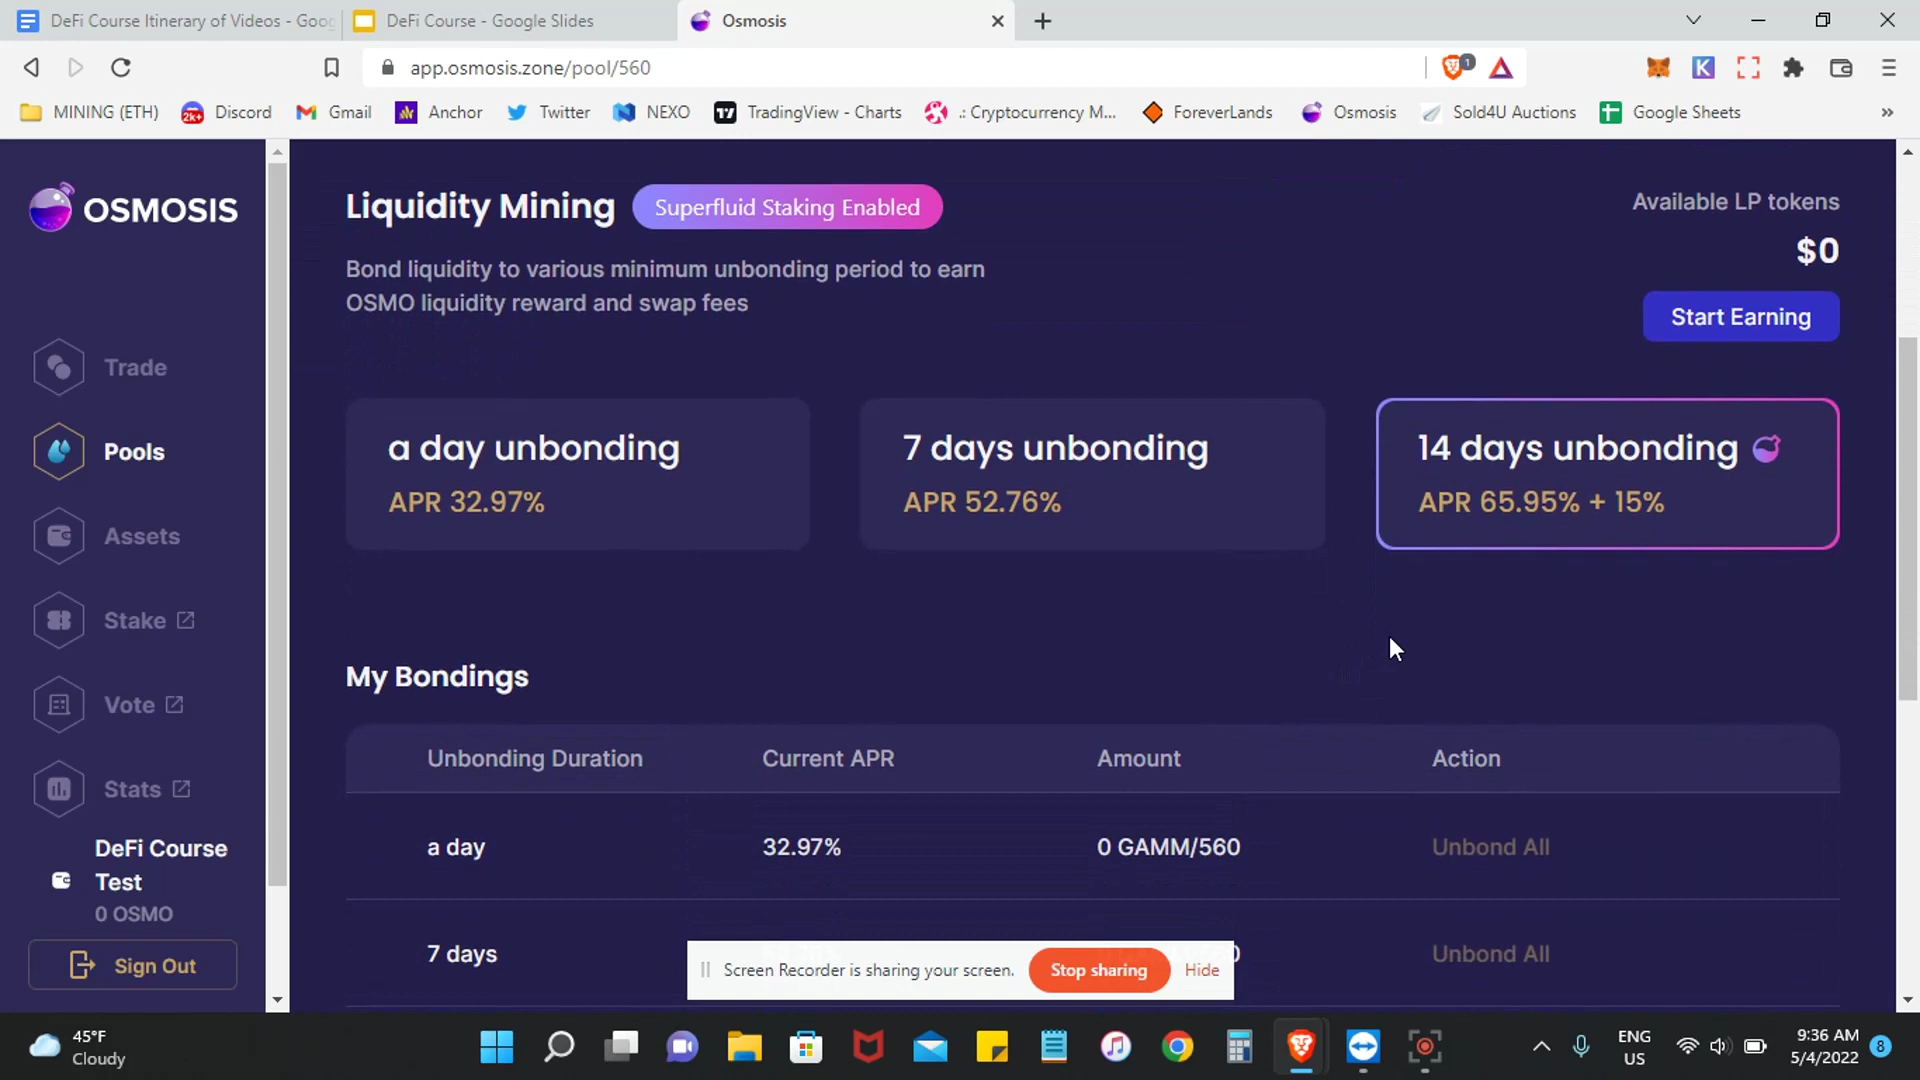 DeFi Course Itinerary of Videos - Goog
DeFi Course - Google Slides
Osmosis
app.osmosis.zone/pool/560
1
MINING (ETH)
2k+
Discord
Gmail
Anchor
Twitter
NEXO
TradingView - Charts
.: Cryptocurrency M...
ForeverLands
Osmosis
Sold4U Auctions
Google Sheets
OSMOSIS
Trade
Pools
Assets
Stake
Vote
Stats
DeFi Course
Test
0 OSMO
Sign Out
Liquidity Mining
Superfluid Staking Enabled
Bond liquidity to various minimum unbonding period to earn
OSMO liquidity reward and swap fees
Available LP tokens
$0
Start Earning
a day unbonding
APR 32.97%
7 days unbonding
APR 52.76%
14 days unbonding
APR 65.95% + 15%
My Bondings
Unbonding Duration
Current APR
Amount
Action
a day
32.97%
0 GAMM/560
Unbond All
7 days
Unbond All
Screen Recorder is sharing your screen.
Stop sharing
Hide
45°F
Cloudy
ENG
US
9:36 AM
5/4/2022
8